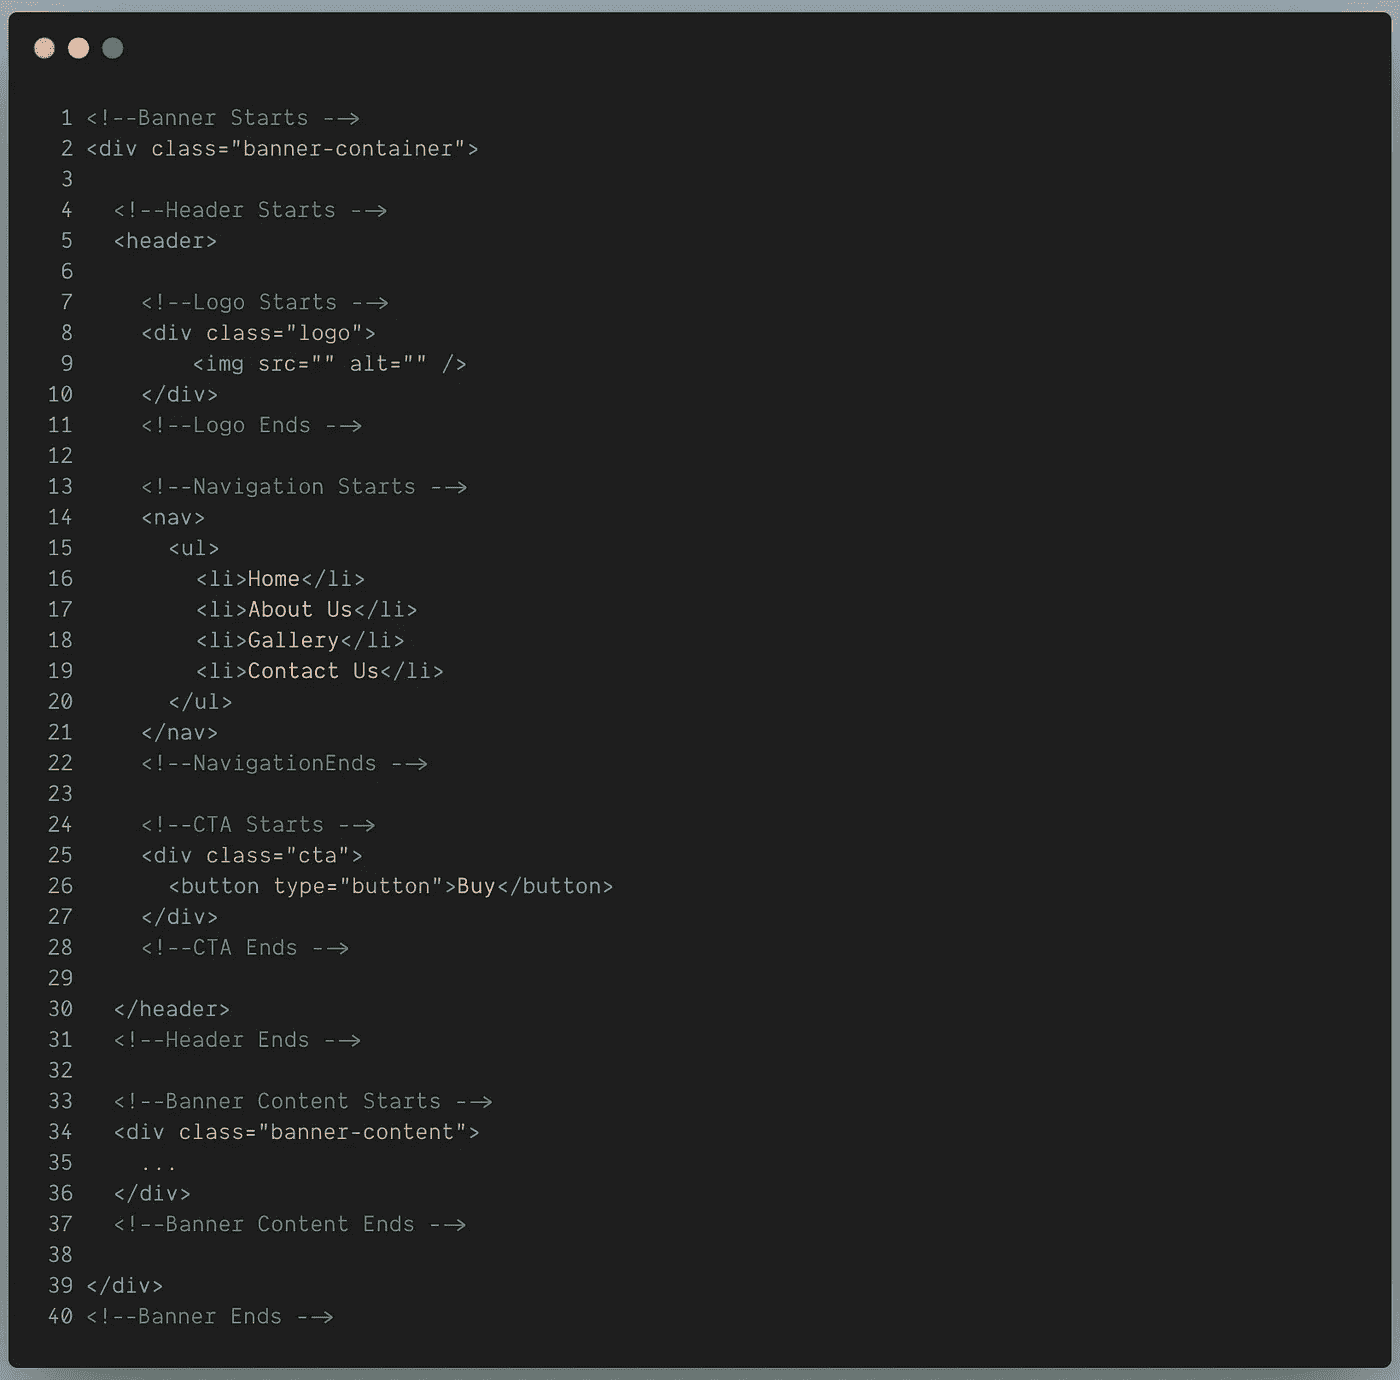 1 <!--Banner Starts -->
2 <div class="banner-container">
3
4 <!--Header Starts -->
5 <header>
6
7 <!--Logo Starts -->
8 <div class="logo">
9 <img src="" alt="" />
10 </div>
11 <!--Logo Ends -->
12
13 <!--Navigation Starts -->
14 <nav>
15 <ul>
16 <li>Home</li>
17 <li>About Us</li>
18 <li>Gallery</li>
19 <li>Contact Us</li>
20 </ul>
21 </nav>
22 <!--NavigationEnds -->
23
24 <!--CTA Starts -->
25 <div class="cta">
26 <button type="button">Buy</button>
27 </div>
28 <!--CTA Ends -->
29
30 </header>
31 <!--Header Ends -->
32
33 <!--Banner Content Starts -->
34 <div class="banner-content">
35 ...
36 </div>
37 <!--Banner Content Ends -->
38
39 </div>
40 <!--Banner Ends -->